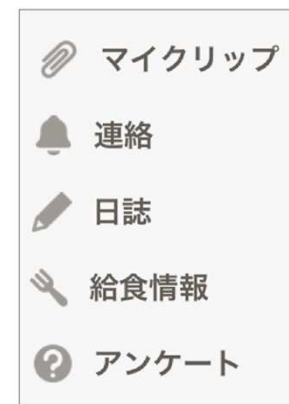 マイクリップ
連絡
日誌
給食情報
アンケート